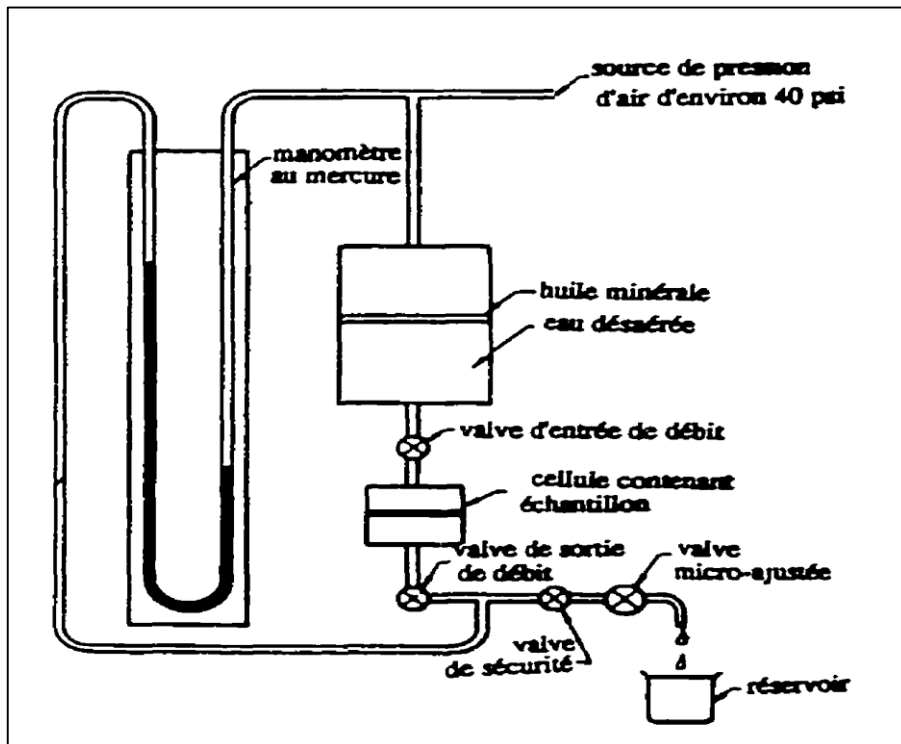 source de pression
d'air d'environ 40 psi
manomètre
au mercure
huile minérale
eau désaérée
valve d'entrée de débit
cellule contenant
échantillon
valve de sortie
de débit
valve
micro-ajustée
valve
de sécurité
réservoir